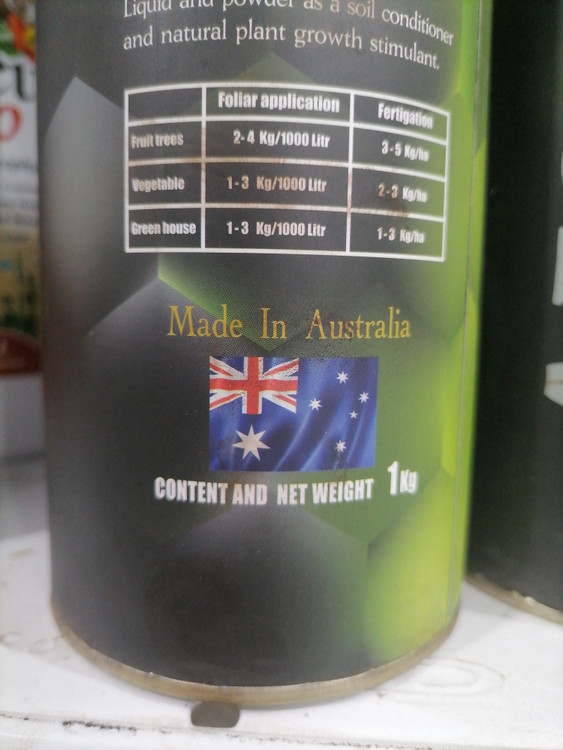 Liquid and powder as a soil conditioner
and natural plant growth stimulant.
Foliar application Fertigation
Fruit trees 2-4 Kg/1000 Litr 3-5 Kg/ha
Vegetable 1-3 Kg/1000 Litr 2-3 Kg/ha
Green house 1-3 Kg/1000 Litr 1-3 Kg/ha
Made In Australia
CONTENT AND NET WEIGHT 1Kg